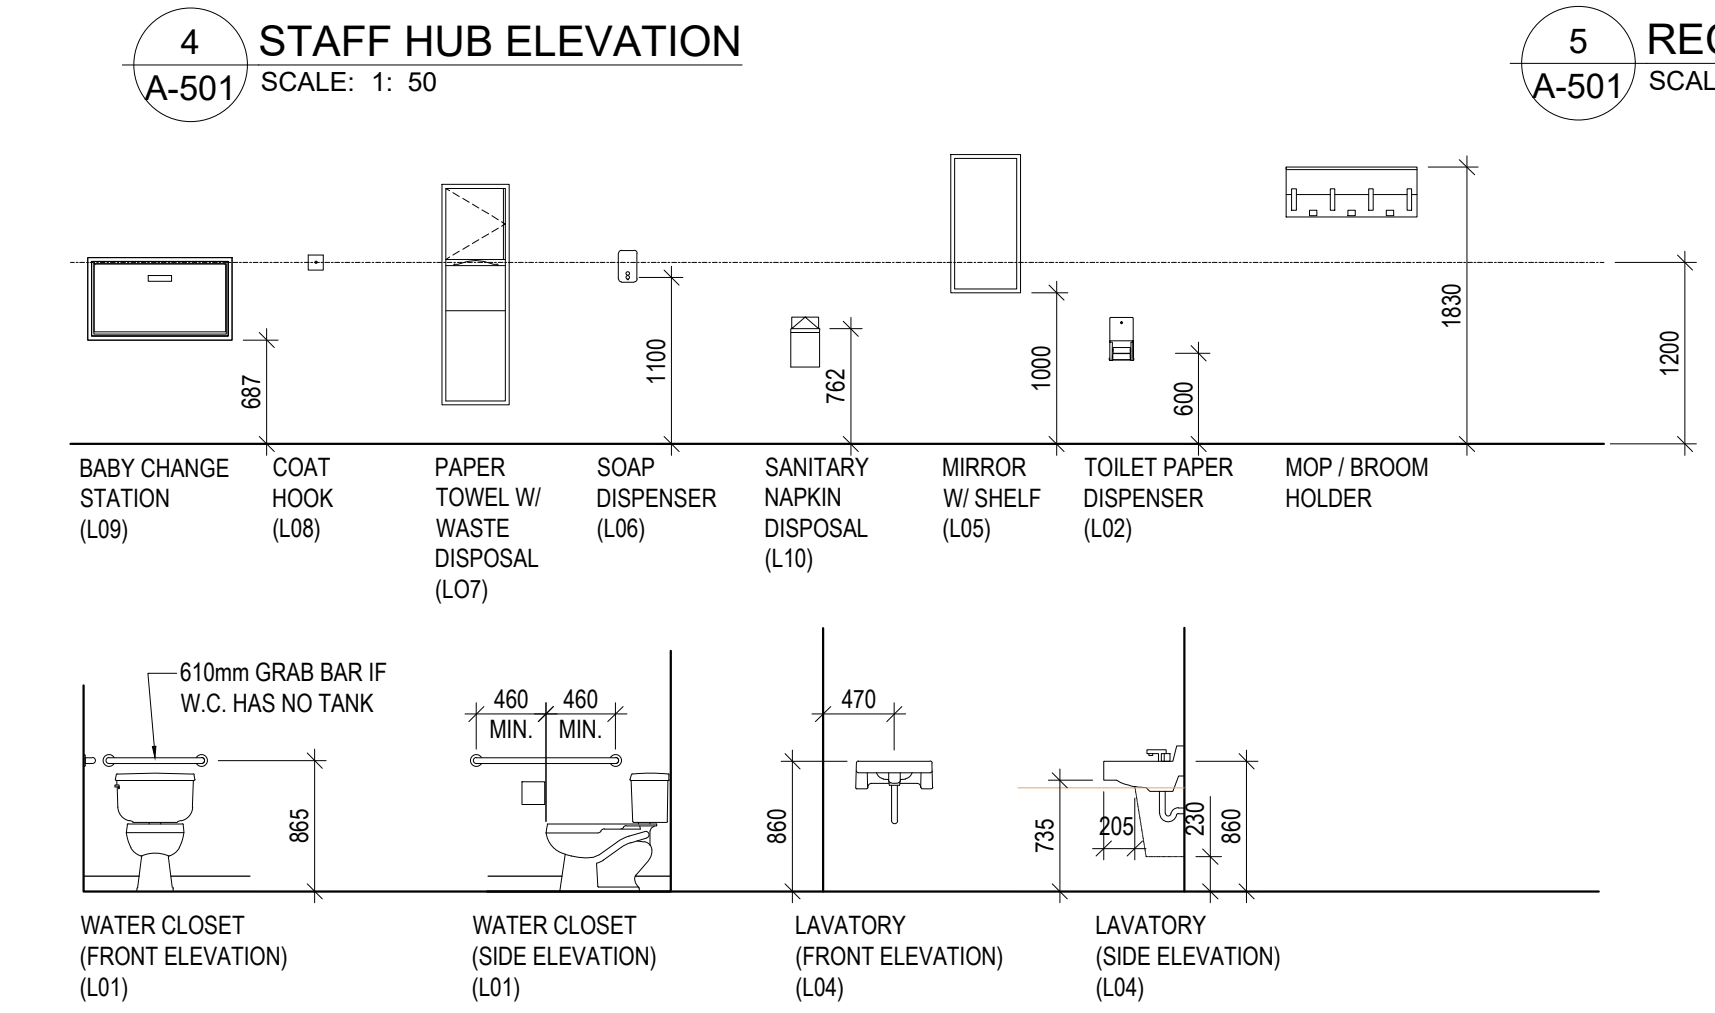 4
STAFF HUB ELEVATION
A-501
SCALE: 1: 50
5
A-501
687
1100
762
1000
600
1830
1200
BABY CHANGE
STATION
(L09)
COAT
HOOK
(L08)
PAPER
TOWEL W/
WASTE
DISPOSAL
(LO7)
SOAP
DISPENSER
(L06)
SANITARY
NAPKIN
DISPOSAL
(L10)
MIRROR
W/ SHELF
(L05)
TOILET PAPER
DISPENSER
(L02)
MOP / BROOM
HOLDER
610mm GRAB BAR IF
W.C. HAS NO TANK
865
460
MIN.
460
MIN.
470
860
735
205
230
860
WATER CLOSET
(FRONT ELEVATION)
(L01)
WATER CLOSET
(SIDE ELEVATION)
(L01)
LAVATORY
(FRONT ELEVATION)
(L04)
LAVATORY
(SIDE ELEVATION)
(L04)